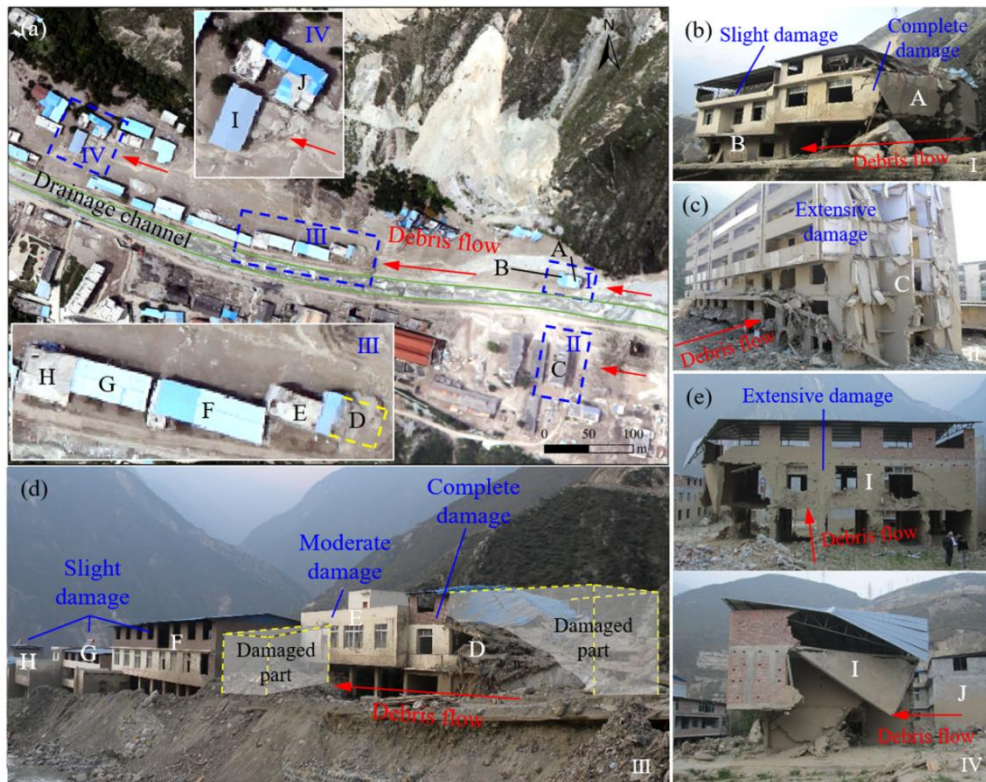 (a)
IV
N
J
I
IV
Drainage channel
III
Debris flow
A
B
I
II
C
III
H
G
F
E
D
0
50
100
m
(b)
Slight damage
Complete
damage
A
B
Debris flow
I
(c)
Extensive
damage
C
Debris flow
II
(d)
Complete
damage
Moderate
damage
Slight
damage
E
F
H
G
D
Damaged
part
Damaged
part
Debris flow
III
(e)
Extensive damage
I
Debris flow
I
J
Debris flow
IV